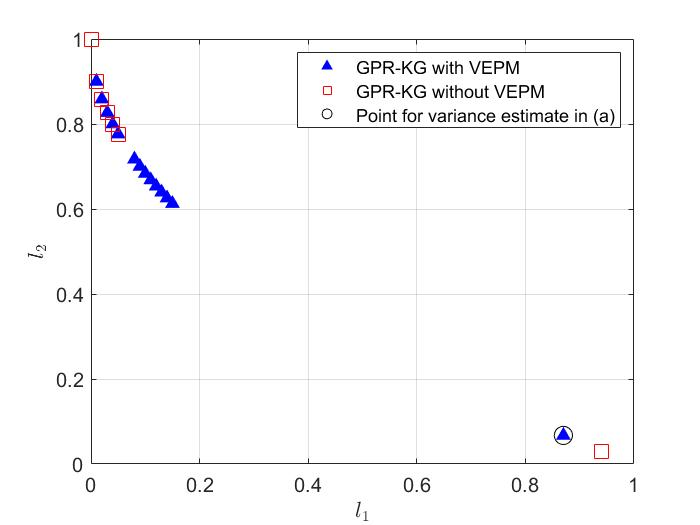 1
0.8
0.6
0.4
0.2
0
l2
GPR-KG with VEPM
GPR-KG without VEPM
Point for variance estimate in (a)
0 0.2 0.4 0.6 0.8 1
l1